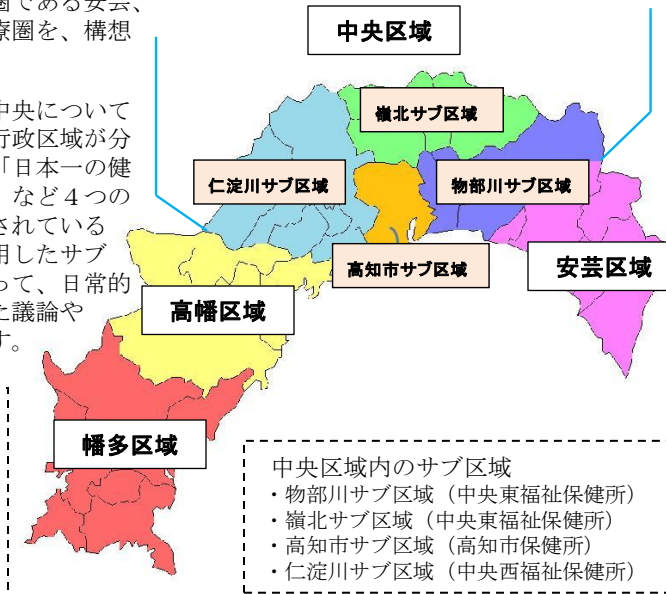 圏である安芸、
療圏を、構想
中央について
行政区域が分
「日本一の健
など４つの
されている
用したサブ
って、日常的
た議論や
す。
中央区域
嶺北サブ区域
仁淀川サブ区域
物部川サブ区域
高知市サブ区域
安芸区域
高幡区域
幡多区域
中央区域内のサブ区域
・物部川サブ区域（中央東福祉保健所）
・嶺北サブ区域（中央東福祉保健所）
・高知市サブ区域（高知市保健所）
・仁淀川サブ区域（中央西福祉保健所）